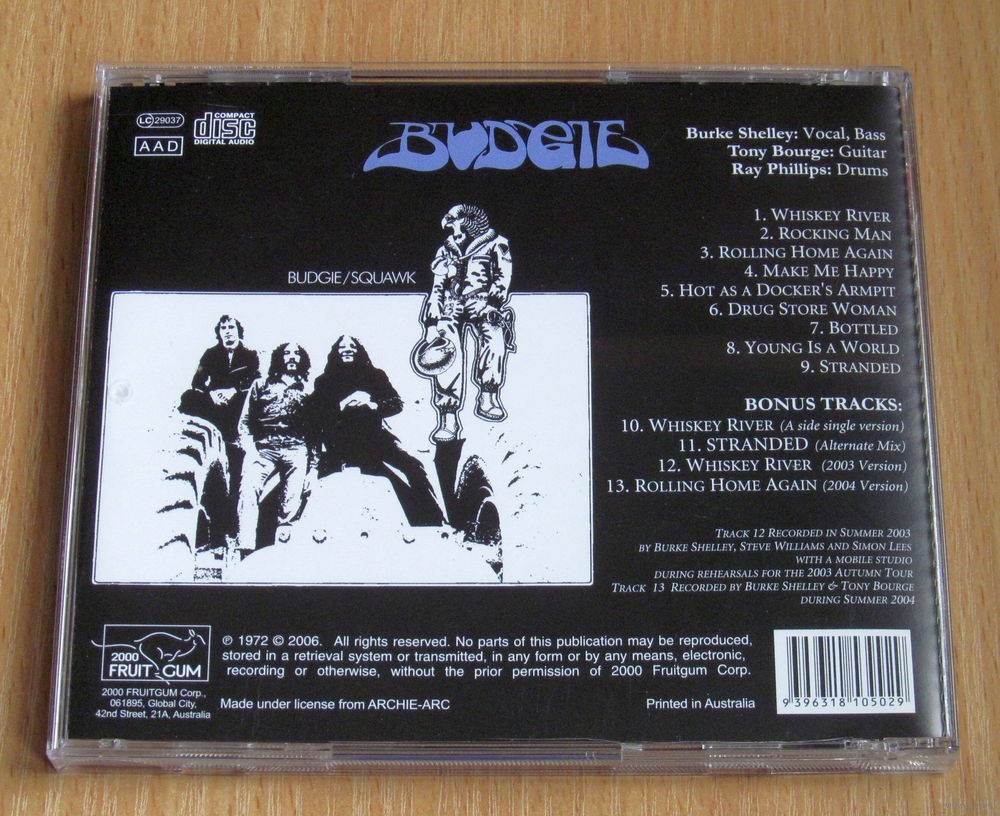 LC 29037
AAD
COMPACT
disc
DIGITAL AUDIO
BUDGIE
Burke Shelley: Vocal, Bass
Tony Bourge: Guitar
Ray Phillips: Drums
1. WHISKEY RIVER
2. ROCKING MAN
3. ROLLING HOME AGAIN
4. MAKE ME HAPPY
5. HOT AS A DOCKER'S ARMPIT
6. DRUG STORE WOMAN
7. BOTTLED
8. YOUNG IS A WORLD
9. STRANDED
BONUS TRACKS:
10. WHISKEY RIVER (A side single version)
11. STRANDED (Alternate Mix)
12. WHISKEY RIVER (2003 Version)
13. ROLLING HOME AGAIN (2004 Version)
BUDGIE/SQUAWK
TRACK 12 RECORDED IN SUMMER 2003
BY BURKE SHELLEY, STEVE WILLIAMS AND SIMON LEES
WITH A MOBILE STUDIO
DURING REHEARSALS FOR THE 2003 AUTUMN TOUR
TRACK 13 RECORDED BY BURKE SHELLEY & TONY BOURGE
DURING SUMMER 2004
2000
FRUITGUM
2000 FRUITGUM Corp.,
061895, Global City,
42nd Street, 21A, Australia
℗ 1972 © 2006. All rights reserved. No parts of this publication may be reproduced,
stored in a retrieval system or transmitted, in any form or by any means, electronic,
recording or otherwise, without the prior permission of 2000 Fruitgum Corp.
Made under license from ARCHIE-ARC
Printed in Australia
9 396318 105029